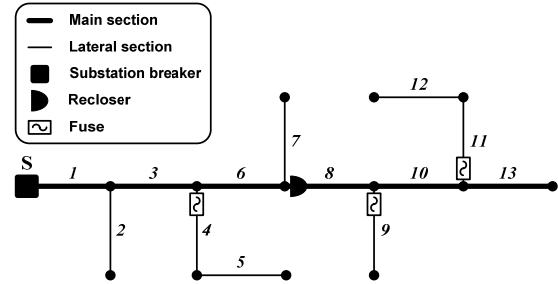 Main section
Lateral section
Substation breaker
Recloser
Fuse
S
1
3
6
8
10
13
2
4
5
7
9
11
12